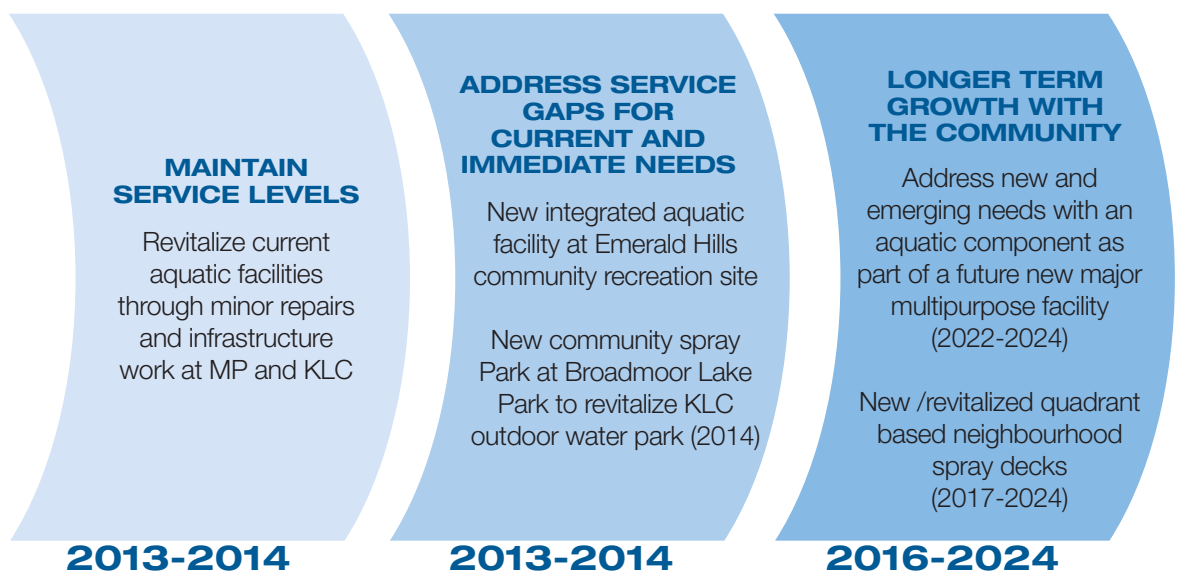 MAINTAIN
SERVICE LEVELS
Revitalize current
aquatic facilities
through minor repairs
and infrastructure
work at MP and KLC
2013-2014
ADDRESS SERVICE
GAPS FOR
CURRENT AND
IMMEDIATE NEEDS
New integrated aquatic
facility at Emerald Hills
community recreation site
New community spray
Park at Broadmoor Lake
Park to revitalize KLC
outdoor water park (2014)
2013-2014
LONGER TERM
GROWTH WITH
THE COMMUNITY
Address new and
emerging needs with an
aquatic component as
part of a future new major
multipurpose facility
(2022-2024)
New /revitalized quadrant
based neighbourhood
spray decks
(2017-2024)
2016-2024